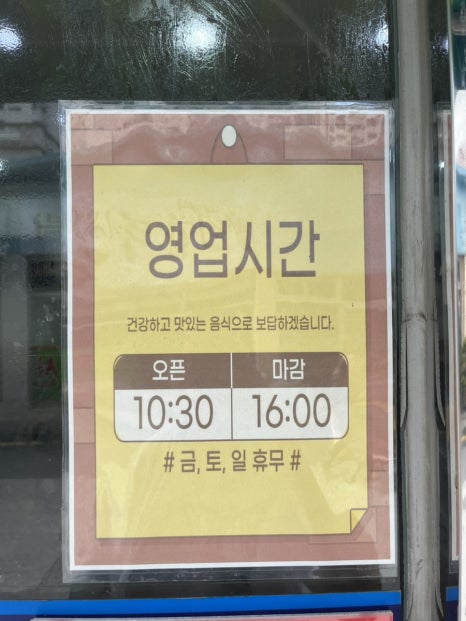 영업시간
건강하고 맛있는 음식으로 보답하겠습니다.
오픈 마감
10:30 16:00
# 금, 토, 일 휴무 #